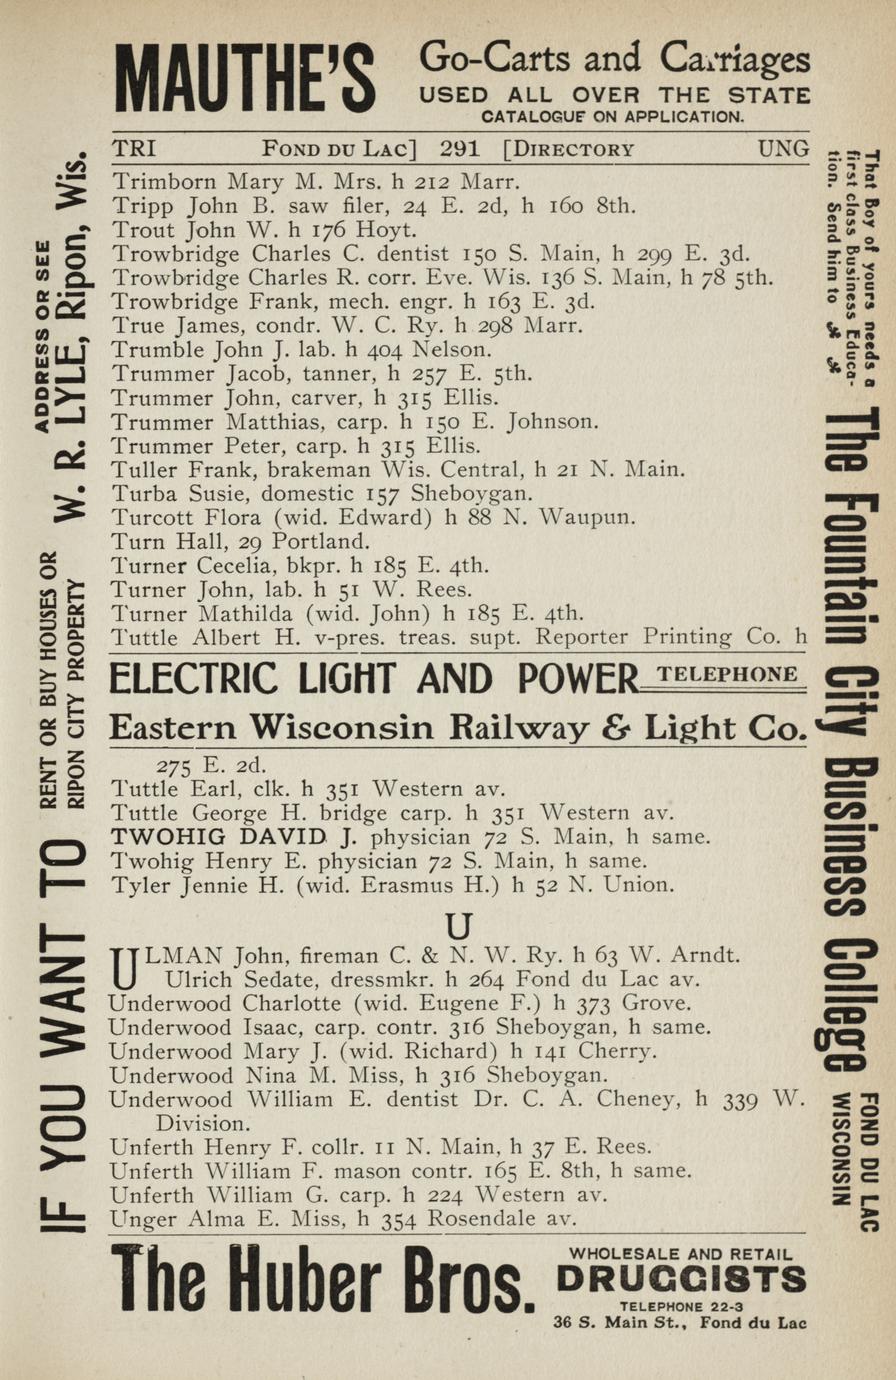 MAUTHE'S
Go-Carts and Carriages
USED ALL OVER THE STATE
CATALOGUE ON APPLICATION.
TRI FOND DU LAC] 291 [DIRECTORY UNG
Trimborn Mary M. Mrs. h 212 Marr.
Tripp John B. saw filer, 24 E. 2d, h 160 8th.
Trout John W. h 176 Hoyt.
Trowbridge Charles C. dentist 150 S. Main, h 299 E. 3d.
Trowbridge Charles R. corr. Eve. Wis. 136 S. Main, h 78 5th.
Trowbridge Frank, mech. engr. h 163 E. 3d.
True James, condr. W. C. Ry. h 298 Marr.
Trumble John J. lab. h 404 Nelson.
Trummer Jacob, tanner, h 257 E. 5th.
Trummer John, carver, h 315 Ellis.
Trummer Matthias, carp. h 150 E. Johnson.
Trummer Peter, carp. h 315 Ellis.
Tuller Frank, brakeman Wis. Central, h 21 N. Main.
Turba Susie, domestic 157 Sheboygan.
Turcott Flora (wid. Edward) h 88 N. Waupun.
Turn Hall, 29 Portland.
Turner Cecelia, bkpr. h 185 E. 4th.
Turner John, lab. h 51 W. Rees.
Turner Mathilda (wid. John) h 185 E. 4th.
Tuttle Albert H. v-pres. treas. supt. Reporter Printing Co. h
ELECTRIC LIGHT AND POWER TELEPHONE
Eastern Wisconsin Railway & Light Co.
275 E. 2d.
Tuttle Earl, clk. h 351 Western av.
Tuttle George H. bridge carp. h 351 Western av.
TWOHIG DAVID J. physician 72 S. Main, h same.
Twohig Henry E. physician 72 S. Main, h same.
Tyler Jennie H. (wid. Erasmus H.) h 52 N. Union.
U
ULMAN John, fireman C. & N. W. Ry. h 63 W. Arndt.
Ulrich Sedate, dressmkr. h 264 Fond du Lac av.
Underwood Charlotte (wid. Eugene F.) h 373 Grove.
Underwood Isaac, carp. contr. 316 Sheboygan, h same.
Underwood Mary J. (wid. Richard) h 141 Cherry.
Underwood Nina M. Miss, h 316 Sheboygan.
Underwood William E. dentist Dr. C. A. Cheney, h 339 W.
Division.
Unferth Henry F. collr. 11 N. Main, h 37 E. Rees.
Unferth William F. mason contr. 165 E. 8th, h same.
Unferth William G. carp. h 224 Western av.
Unger Alma E. Miss, h 354 Rosendale av.
The Huber Bros.
WHOLESALE AND RETAIL
DRUGGISTS
TELEPHONE 22-3
36 S. Main St., Fond du Lac
IF YOU WANT TO
RENT OR BUY HOUSES OR
RIPON CITY PROPERTY
ADDRESS OR SEE
W. R. LYLE, Ripon, Wis.
That Boy of yours needs a
first class Business Educa-
tion. Send him to
The Fountain City Business College
FOND DU LAC
WISCONSIN